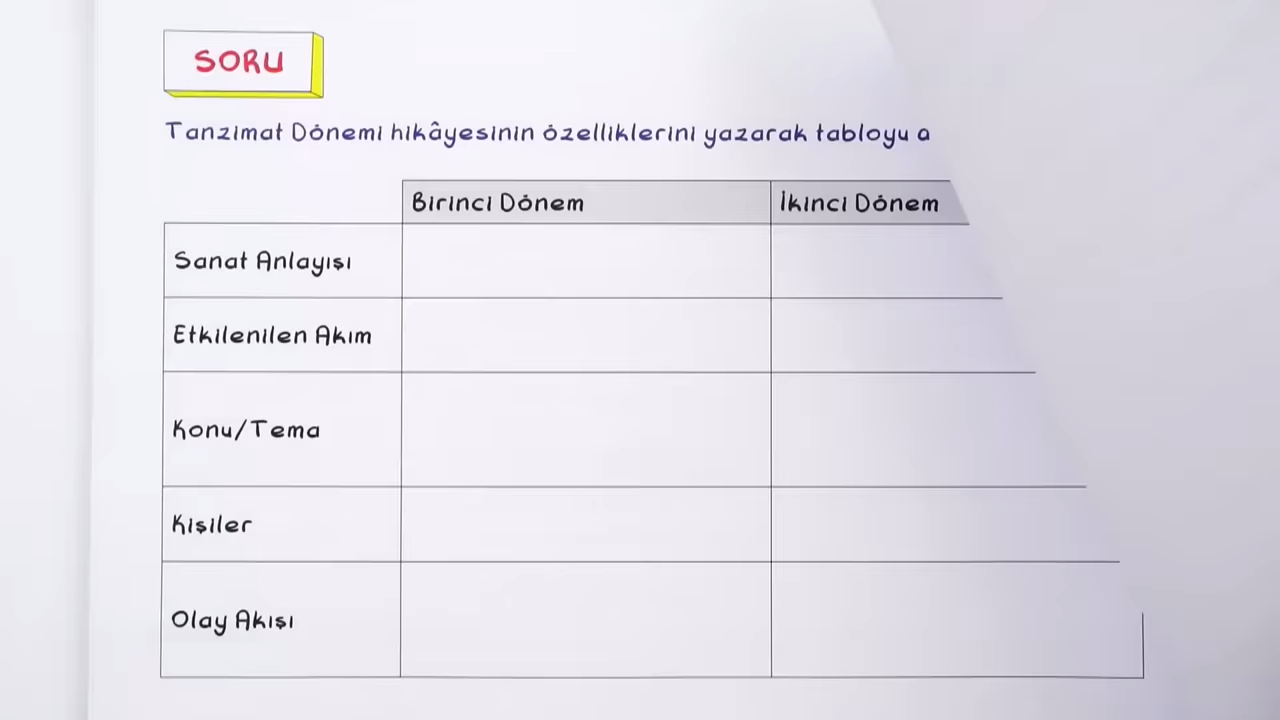 SORU
Tanzimat Dönemi hikâyesinin özelliklerini yazarak tabloyu
Birinci Dönem İkinci Dönem
Sanat Anlayışı
Etkilenilen Akım
Konu/Tema
Kişiler
Olay Akışı